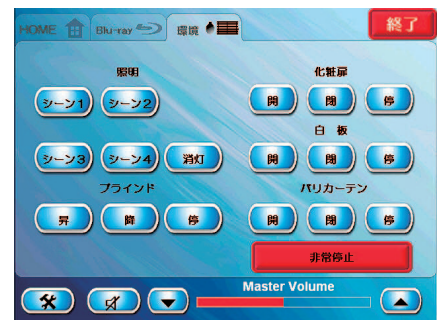 HOME Blu-ray 環境 終了
照明
シーン1 シーン2
シーン3 シーン4 消灯
ブラインド
昇 降 停
化粧扉
開 閉 停
白 板
開 閉 停
バリカーテン
開 閉 停
非常停止
Master Volume